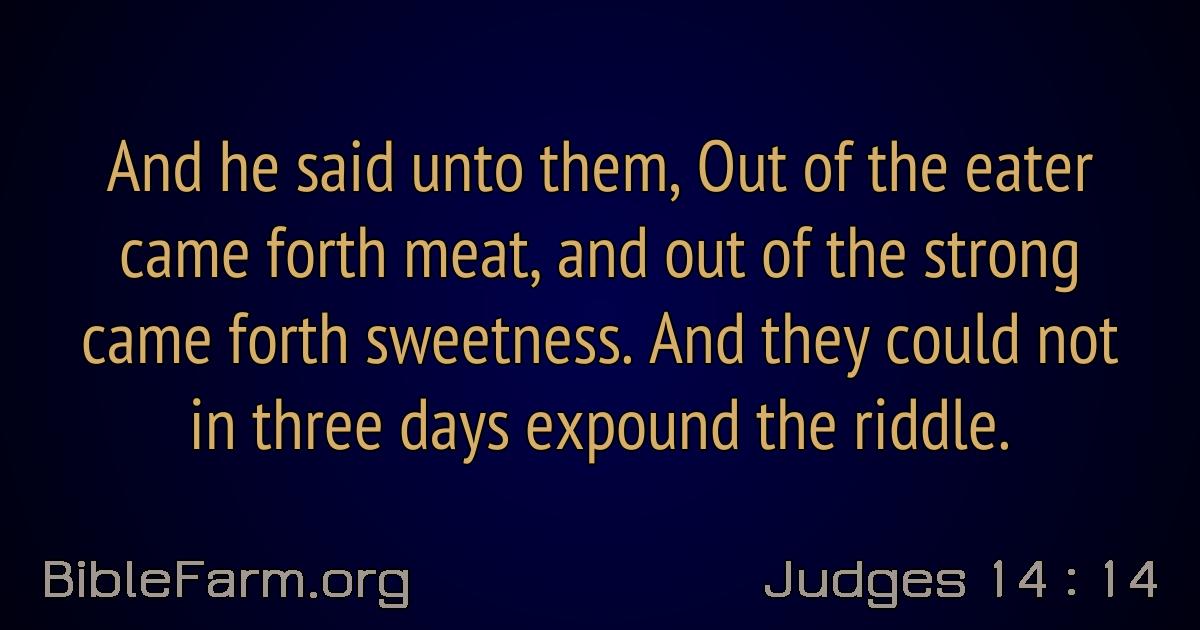 And he said unto them, Out of the eater
came forth meat, and out of the strong
came forth sweetness. And they could not
in three days expound the riddle.
BibleFarm.org
Judges 14 : 14